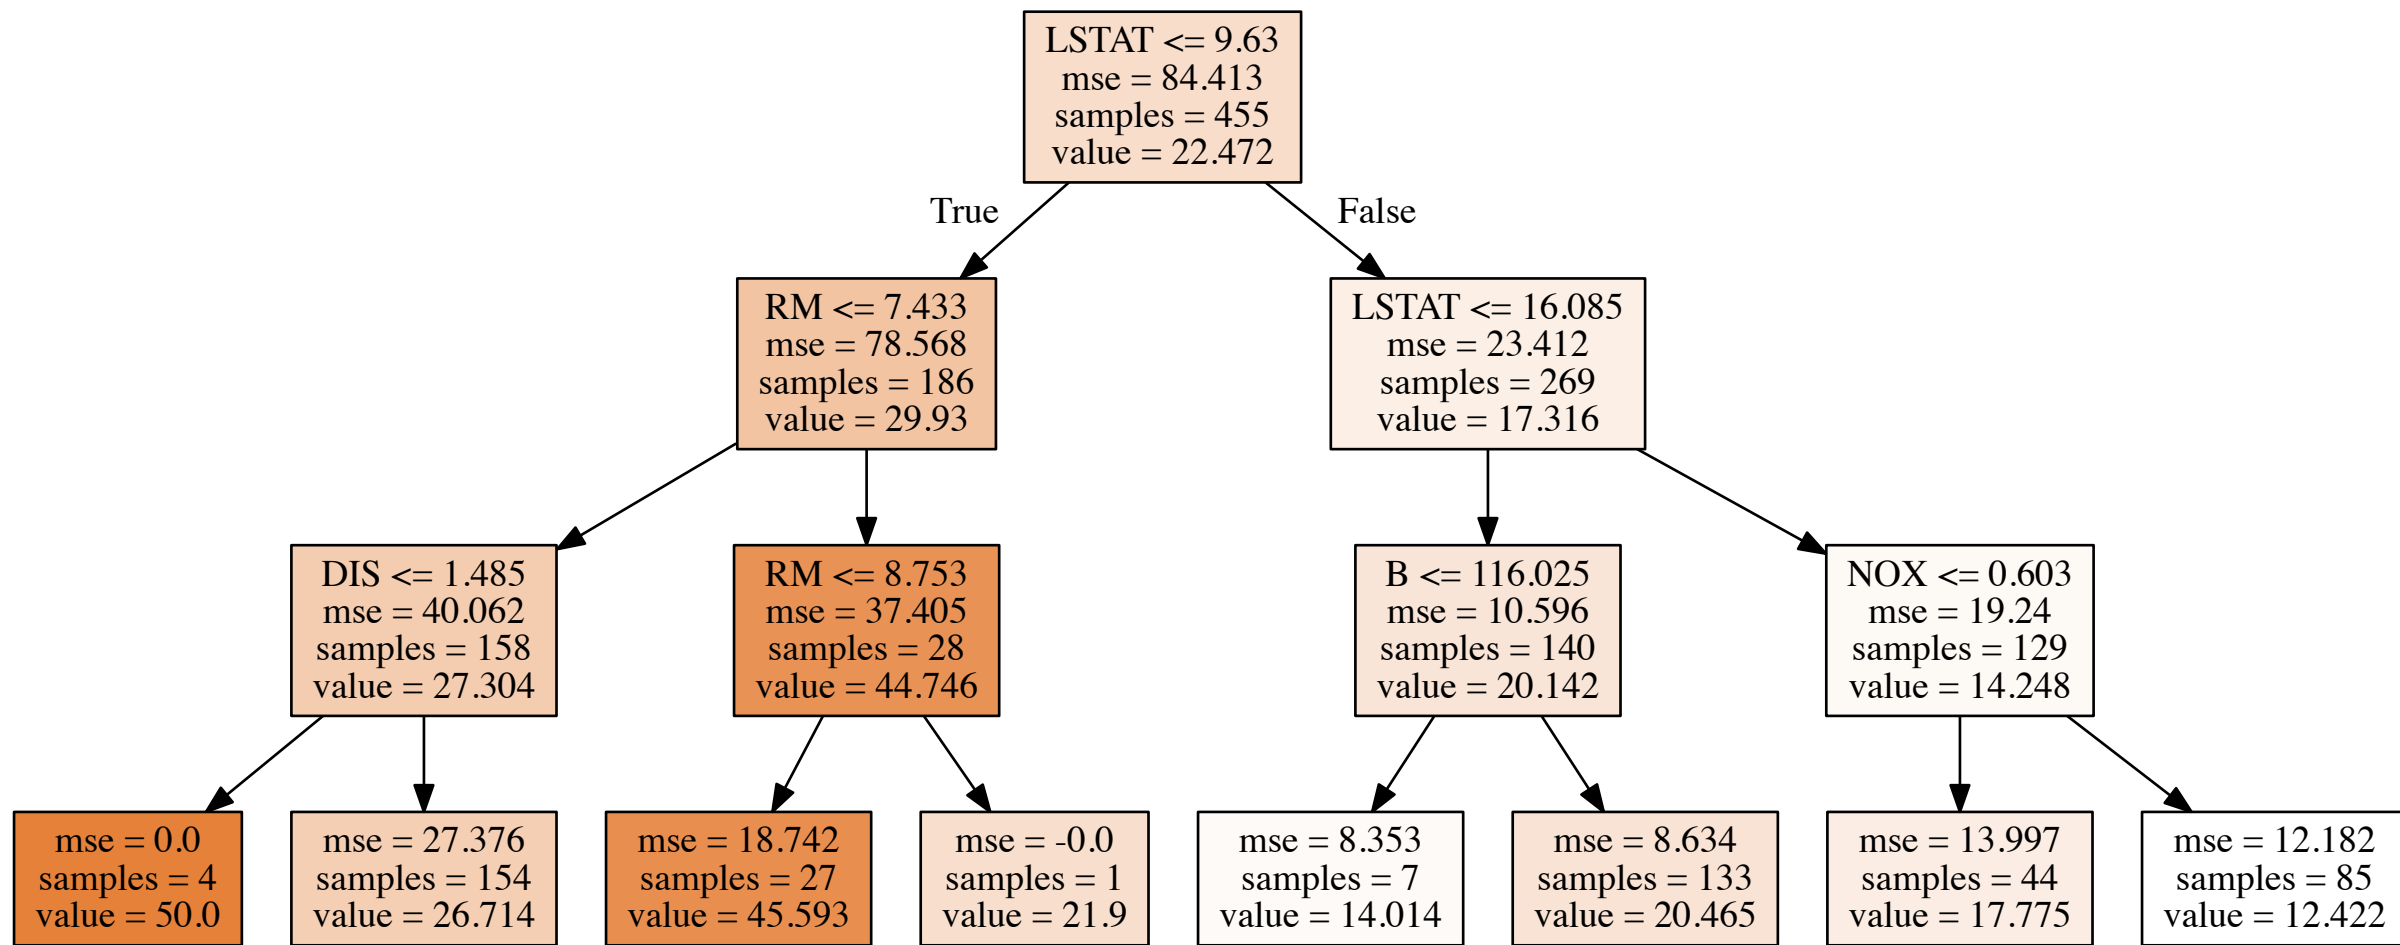 LSTAT <= 9.63
mse = 84.413
samples = 455
value = 22.472
True
False
RM <= 7.433
mse = 78.568
samples = 186
value = 29.93
LSTAT <= 16.085
mse = 23.412
samples = 269
value = 17.316
DIS <= 1.485
mse = 40.062
samples = 158
value = 27.304
RM <= 8.753
mse = 37.405
samples = 28
value = 44.746
B <= 116.025
mse = 10.596
samples = 140
value = 20.142
NOX <= 0.603
mse = 19.24
samples = 129
value = 14.248
mse = 0.0
samples = 4
value = 50.0
mse = 27.376
samples = 154
value = 26.714
mse = 18.742
samples = 27
value = 45.593
mse = -0.0
samples = 1
value = 21.9
mse = 8.353
samples = 7
value = 14.014
mse = 8.634
samples = 133
value = 20.465
mse = 13.997
samples = 44
value = 17.775
mse = 12.182
samples = 85
value = 12.422